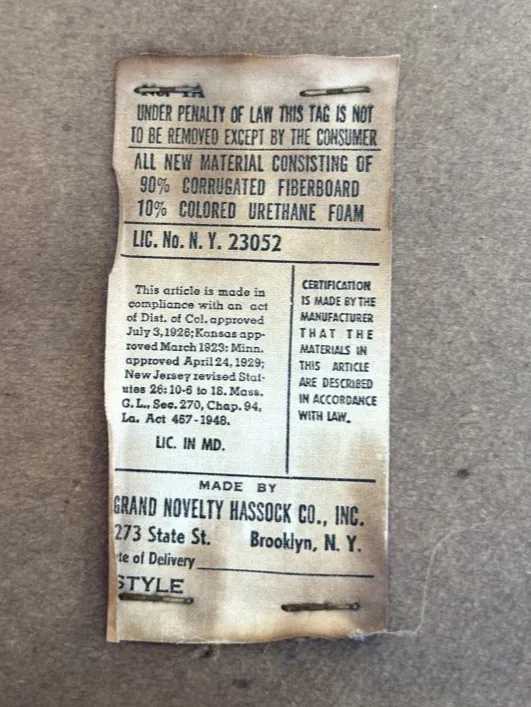 UNDER PENALTY OF LAW THIS TAG IS NOT
TO BE REMOVED EXCEPT BY THE CONSUMER
ALL NEW MATERIAL CONSISTING OF
90% CORRUGATED FIBERBOARD
10% COLORED URETHANE FOAM
LIC. No. N. Y. 23052
This article is made in
compliance with an act
of Dist. of Col. approved
July 3, 1926; Kansas app-
roved March 1923: Minn.
approved April 24, 1929;
New Jersey revised Stat-
utes 26:10-6 to 18. Mass.
G. L., Sec. 270, Chap. 94,
La. Act 467-1948.
LIC. IN MD.
CERTIFICATION
IS MADE BY THE
MANUFACTURER
THAT THE
MATERIALS IN
THIS ARTICLE
ARE DESCRIBED
IN ACCORDANCE
WITH LAW.
MADE BY
GRAND NOVELTY HASSOCK CO., INC.
273 State St. Brooklyn, N. Y.
te of Delivery
STYLE